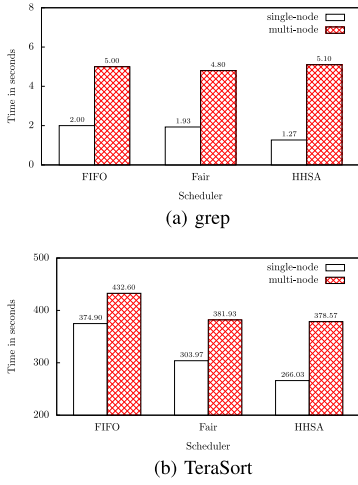 8
6
4
2
0
Time in seconds
single-node
multi-node
2.00
5.00
1.93
4.80
1.27
5.10
FIFO
Fair
HHSA
Scheduler
(a) grep
500
400
300
200
Time in seconds
single-node
multi-node
374.90
432.60
303.97
381.93
266.03
378.57
FIFO
Fair
HHSA
Scheduler
(b) TeraSort